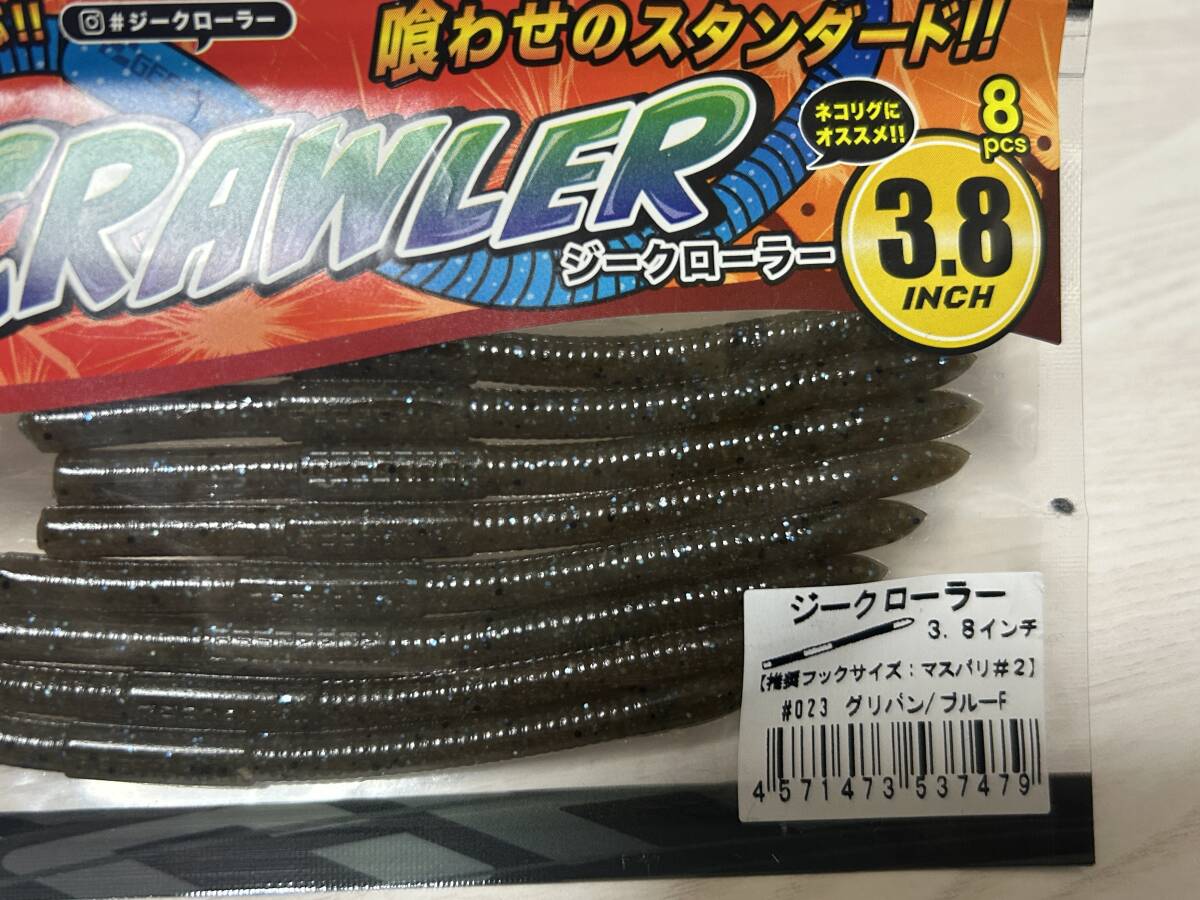 #ジークローラー
喰わせのスタンダード!!
CRAWLER
ジークローラー
ネコリグに
オススメ!!
8
pcs
3.8
INCH
ジークローラー
3.8インチ
【推奨フックサイズ:マスバリ#2】
#023 グリパン/ブルーF
4 571473 537479